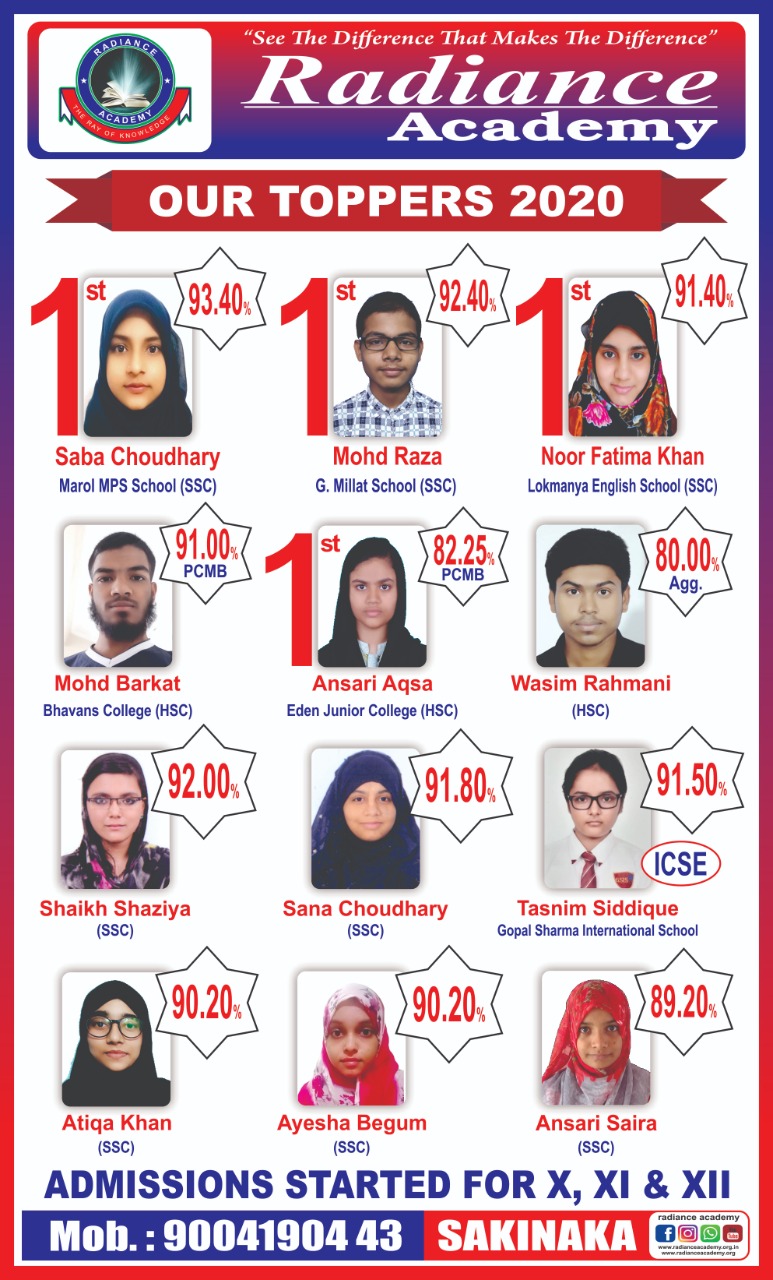 RADIANCE
ACADEMY
THE RAY OF KNOWLEDGE
“See The Difference That Makes The Difference”
Radiance
Academy
OUR TOPPERS 2020
1st
93.40%
1st
92.40%
1st
91.40%
Saba Choudhary
Mohd Raza
Noor Fatima Khan
Marol MPS School (SSC)
G. Millat School (SSC)
Lokmanya English School (SSC)
91.00%
PCMB
1st
82.25%
PCMB
80.00%
Agg.
Mohd Barkat
Ansari Aqsa
Wasim Rahmani
Bhavans College (HSC)
Eden Junior College (HSC)
(HSC)
92.00%
91.80%
91.50%
ICSE
Shaikh Shaziya
Sana Choudhary
Tasnim Siddique
(SSC)
(SSC)
Gopal Sharma International School
90.20%
90.20%
89.20%
Atiqa Khan
Ayesha Begum
Ansari Saira
(SSC)
(SSC)
(SSC)
ADMISSIONS STARTED FOR X, XI & XII
Mob. : 90041904 43
SAKINAKA
radiance academy
www.radianceacademy.org.in
www.radianceacademy.org